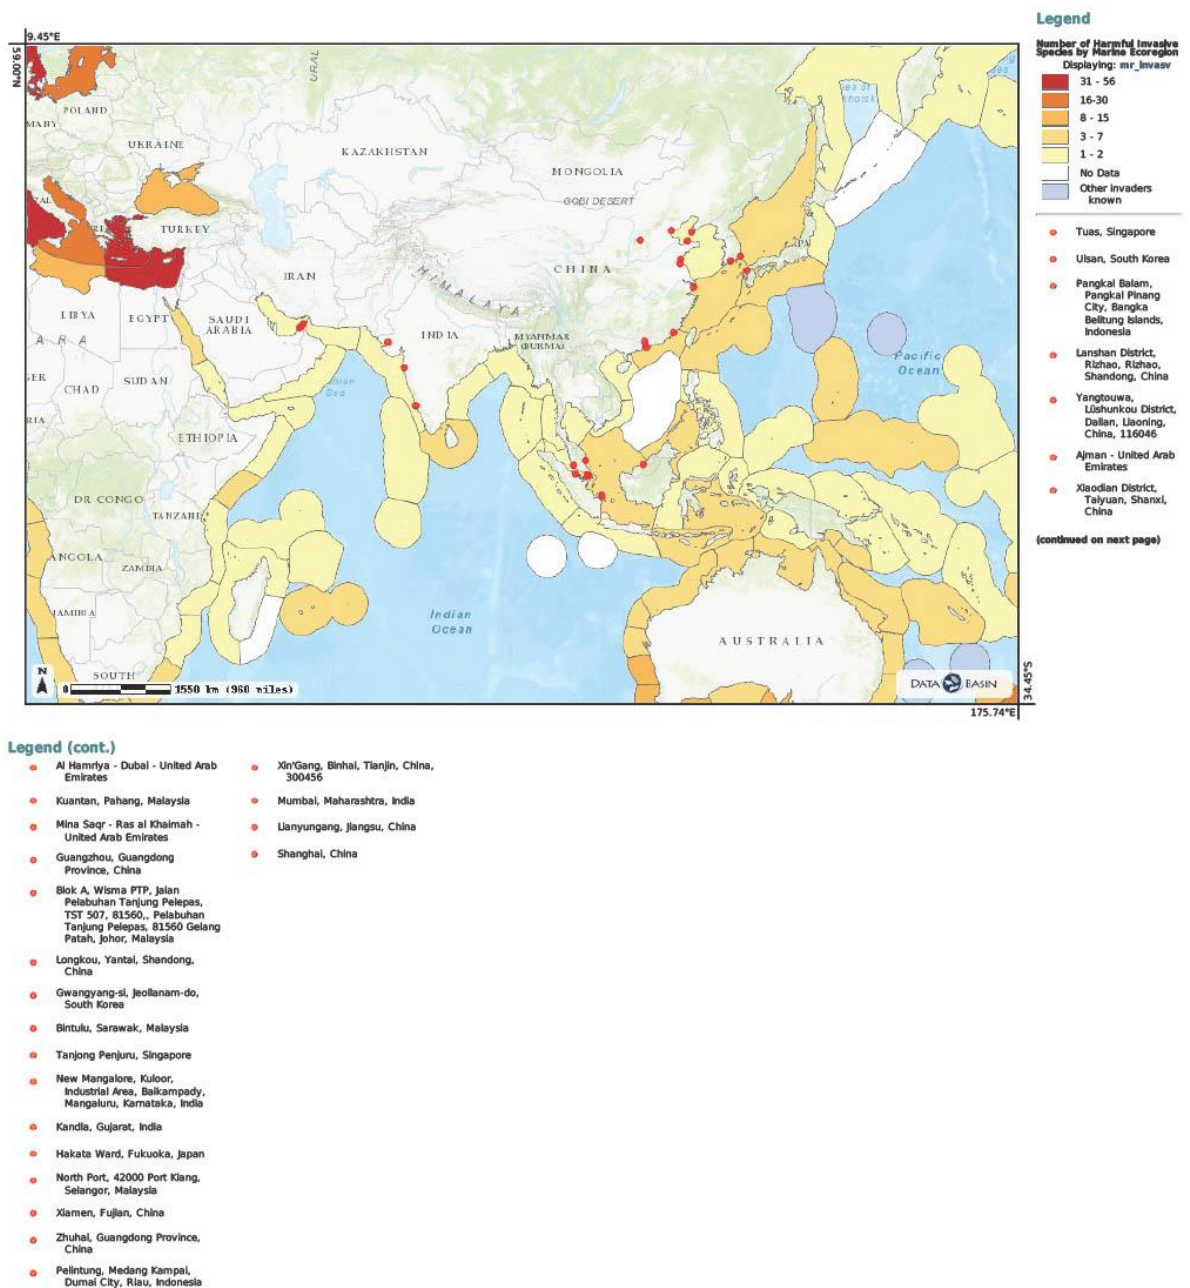 Legend
9.45°E
59.00°N
Number of Harmful Invasive
Species by Marine Ecoregion
Displaying: mr_invasv
31 - 56
16-30
8 - 15
3 - 7
1 - 2
No Data
Other invaders
known
Tuas, Singapore
Ulsan, South Korea
Pangkal Balam,
Pangkal Pinang
City, Bangka
Belitung Islands,
Indonesia
Lanshan District,
Rizhao, Rizhao,
Shandong, China
Yangtouwa,
Lüshunkou District,
Dalian, Liaoning,
China, 116046
Ajman - United Arab
Emirates
Xiaodian District,
Taiyuan, Shanxi,
China
(continued on next page)
URAL
POLAND
MANY
UKRAINE
KAZAKHSTAN
MONGOLIA
GOBI DESERT
TURKEY
CHINA
IRAN
HIMALAYA
LIBYA
EGYPT
SAUDI
ARABIA
INDIA
MYANMAR
(BURMA)
ARA
CHAD
SUDAN
Pacific
Ocean
ETHIOPIA
DR CONGO
TANZANI
ANGOLA
ZAMBIA
Indian
Ocean
AUSTRALIA
SOUTH
N
0
1550 km (960 miles)
DATA BASIN
34.45°S
175.74°E
Legend (cont.)
Al Hamriya - Dubai - United Arab
Emirates
Kuantan, Pahang, Malaysia
Mina Saqr - Ras al Khaimah -
United Arab Emirates
Guangzhou, Guangdong
Province, China
Blok A, Wisma PTP, Jalan
Pelabuhan Tanjung Pelepas,
TST 507, 81560,, Pelabuhan
Tanjung Pelepas, 81560 Gelang
Patah, Johor, Malaysia
Longkou, Yantai, Shandong,
China
Gwangyang-si, Jeollanam-do,
South Korea
Bintulu, Sarawak, Malaysia
Tanjong Penjuru, Singapore
New Mangalore, Kuloor,
Industrial Area, Baikampady,
Mangaluru, Karnataka, India
Kandla, Gujarat, India
Hakata Ward, Fukuoka, Japan
North Port, 42000 Port Klang,
Selangor, Malaysia
Xiamen, Fujian, China
Zhuhai, Guangdong Province,
China
Pelintung, Medang Kampai,
Dumai City, Riau, Indonesia
Xin'Gang, Binhai, Tianjin, China,
300456
Mumbai, Maharashtra, India
Lianyungang, Jiangsu, China
Shanghai, China